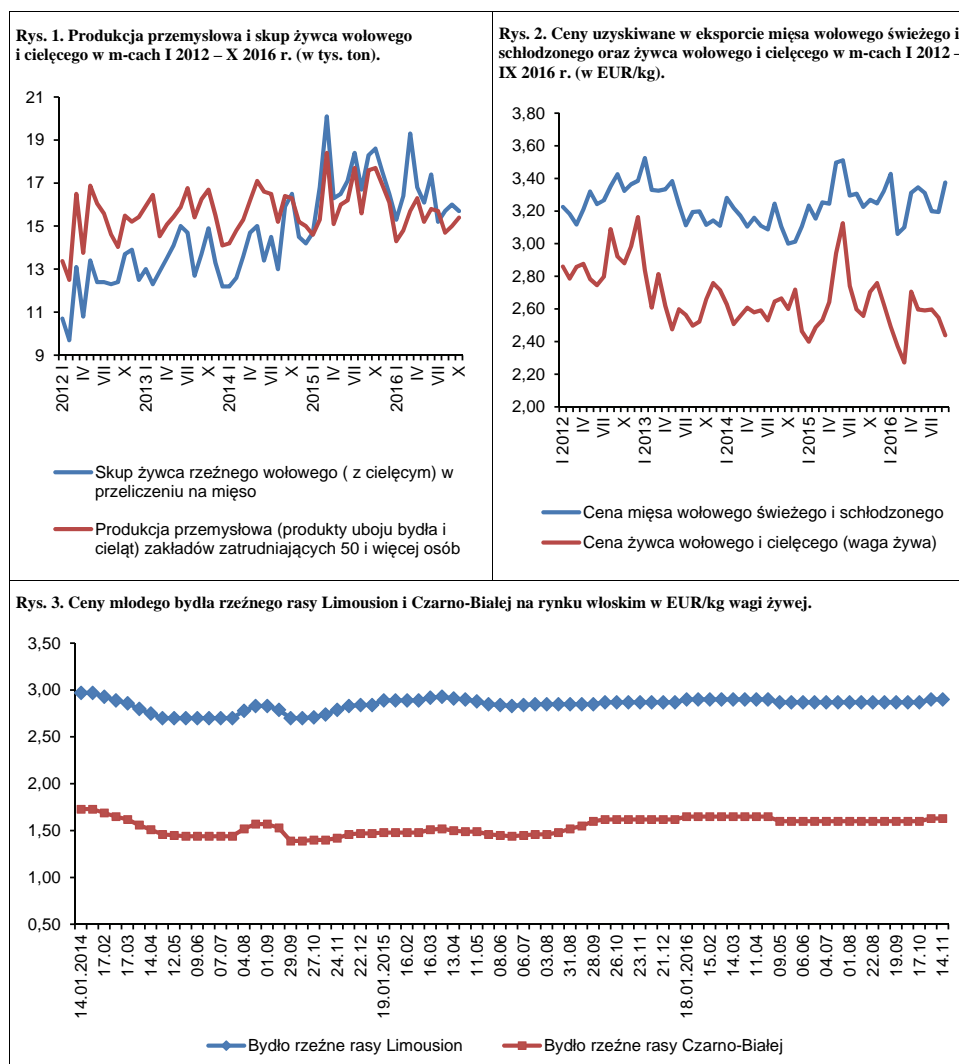 Rys. 1. Produkcja przemysłowa i skup żywca wołowego
i cielęcego w m-cach I 2012 – X 2016 r. (w tys. ton).
21
19
17
15
13
11
9
2012 I
IV
VII
X
2013 I
IV
VII
X
2014 I
IV
VII
X
2015 I
IV
VII
X
2016 I
IV
VII
X
Skup żywca rzeźnego wołowego ( z cielęcym) w
przeliczeniu na mięso
Produkcja przemysłowa (produkty uboju bydła i
cieląt) zakładów zatrudniających 50 i więcej osób
Rys. 2. Ceny uzyskiwane w eksporcie mięsa wołowego świeżego i
schłodzonego oraz żywca wołowego i cielęcego w m-cach I 2012 –
IX 2016 r. (w EUR/kg).
3,80
3,60
3,40
3,20
3,00
2,80
2,60
2,40
2,20
2,00
I 2012
IV
VII
X
I 2013
IV
VII
X
I 2014
IV
VII
X
I 2015
IV
VII
X
I 2016
IV
VII
Cena mięsa wołowego świeżego i schłodzonego
Cena żywca wołowego i cielęcego (waga żywa)
Rys. 3. Ceny młodego bydła rzeźnego rasy Limousion i Czarno-Białej na rynku włoskim w EUR/kg wagi żywej.
3,50
3,00
2,50
2,00
1,50
1,00
0,50
14.01.2014
17.02
17.03
14.04
12.05
09.06
07.07
04.08
01.09
29.09
27.10
24.11
22.12
19.01.2015
16.02
16.03
13.04
11.05
08.06
06.07
03.08
31.08
28.09
26.10
23.11
21.12
18.01.2016
15.02
14.03
11.04
09.05
06.06
04.07
01.08
22.08
19.09
17.10
14.11
Bydło rzeźne rasy Limousion
Bydło rzeźne rasy Czarno-Białej